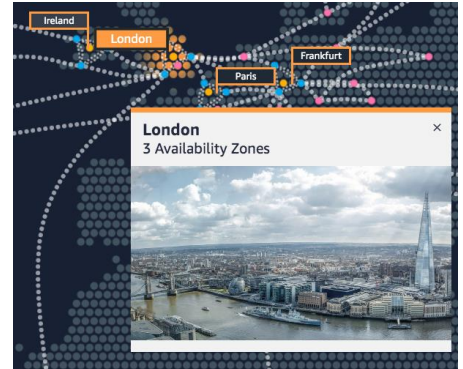 Ireland
London
Frankfurt
Paris
London
3 Availability Zones
×